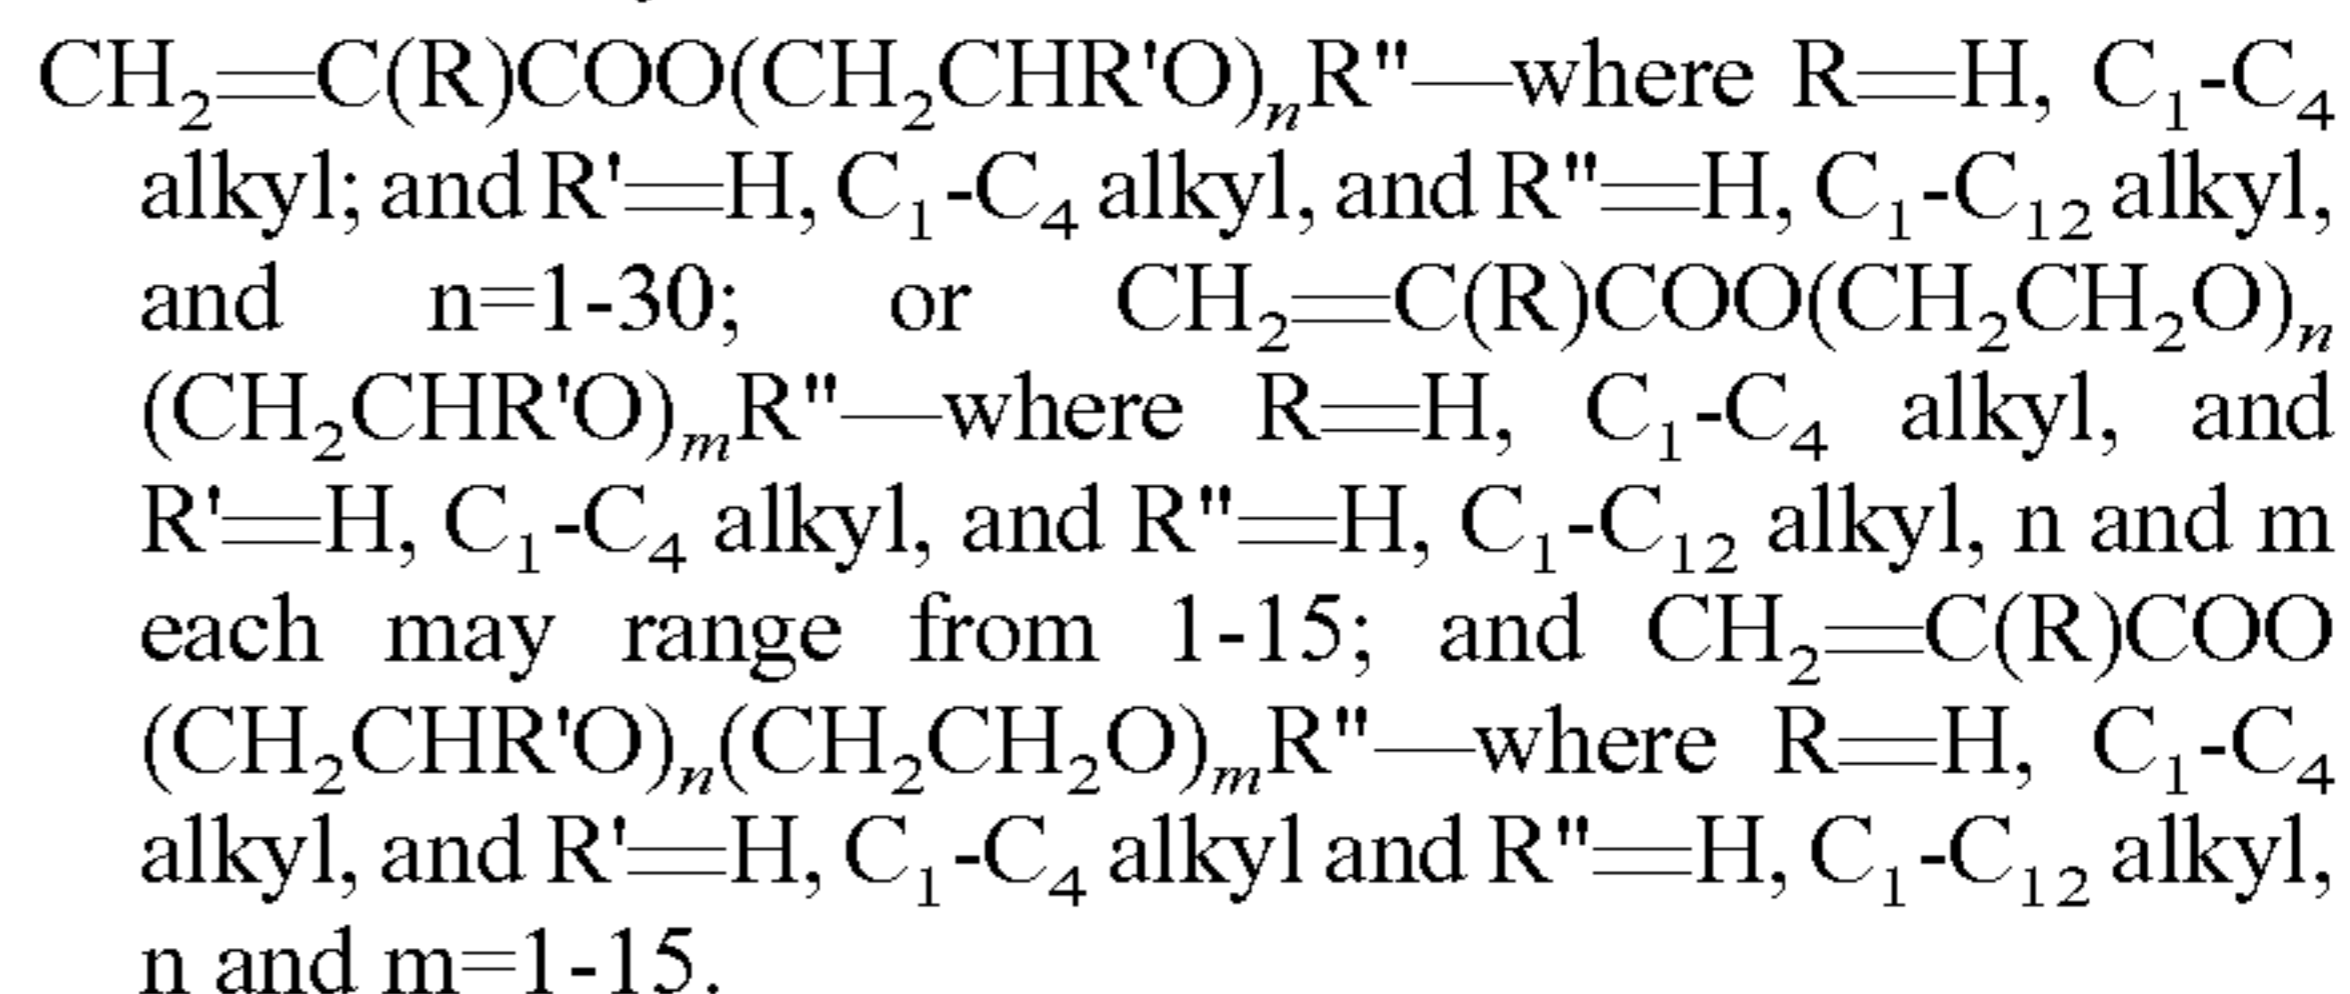 CH₂═C(R)COO(CH₂CHR'O)ₙR"—where R═H, C₁-C₄
alkyl; and R'═H, C₁-C₄ alkyl, and R"═H, C₁-C₁₂ alkyl,
and n=1-30; or CH₂═C(R)COO(CH₂CH₂O)ₙ
(CH₂CHR'O)ₘR"—where R═H, C₁-C₄ alkyl, and
R'═H, C₁-C₄ alkyl, and R"═H, C₁-C₁₂ alkyl, n and m
each may range from 1-15; and CH₂═C(R)COO
(CH₂CHR'O)ₙ(CH₂CH₂O)ₘR"—where R═H, C₁-C₄
alkyl, and R'═H, C₁-C₄ alkyl and R"═H, C₁-C₁₂ alkyl,
n and m=1-15.